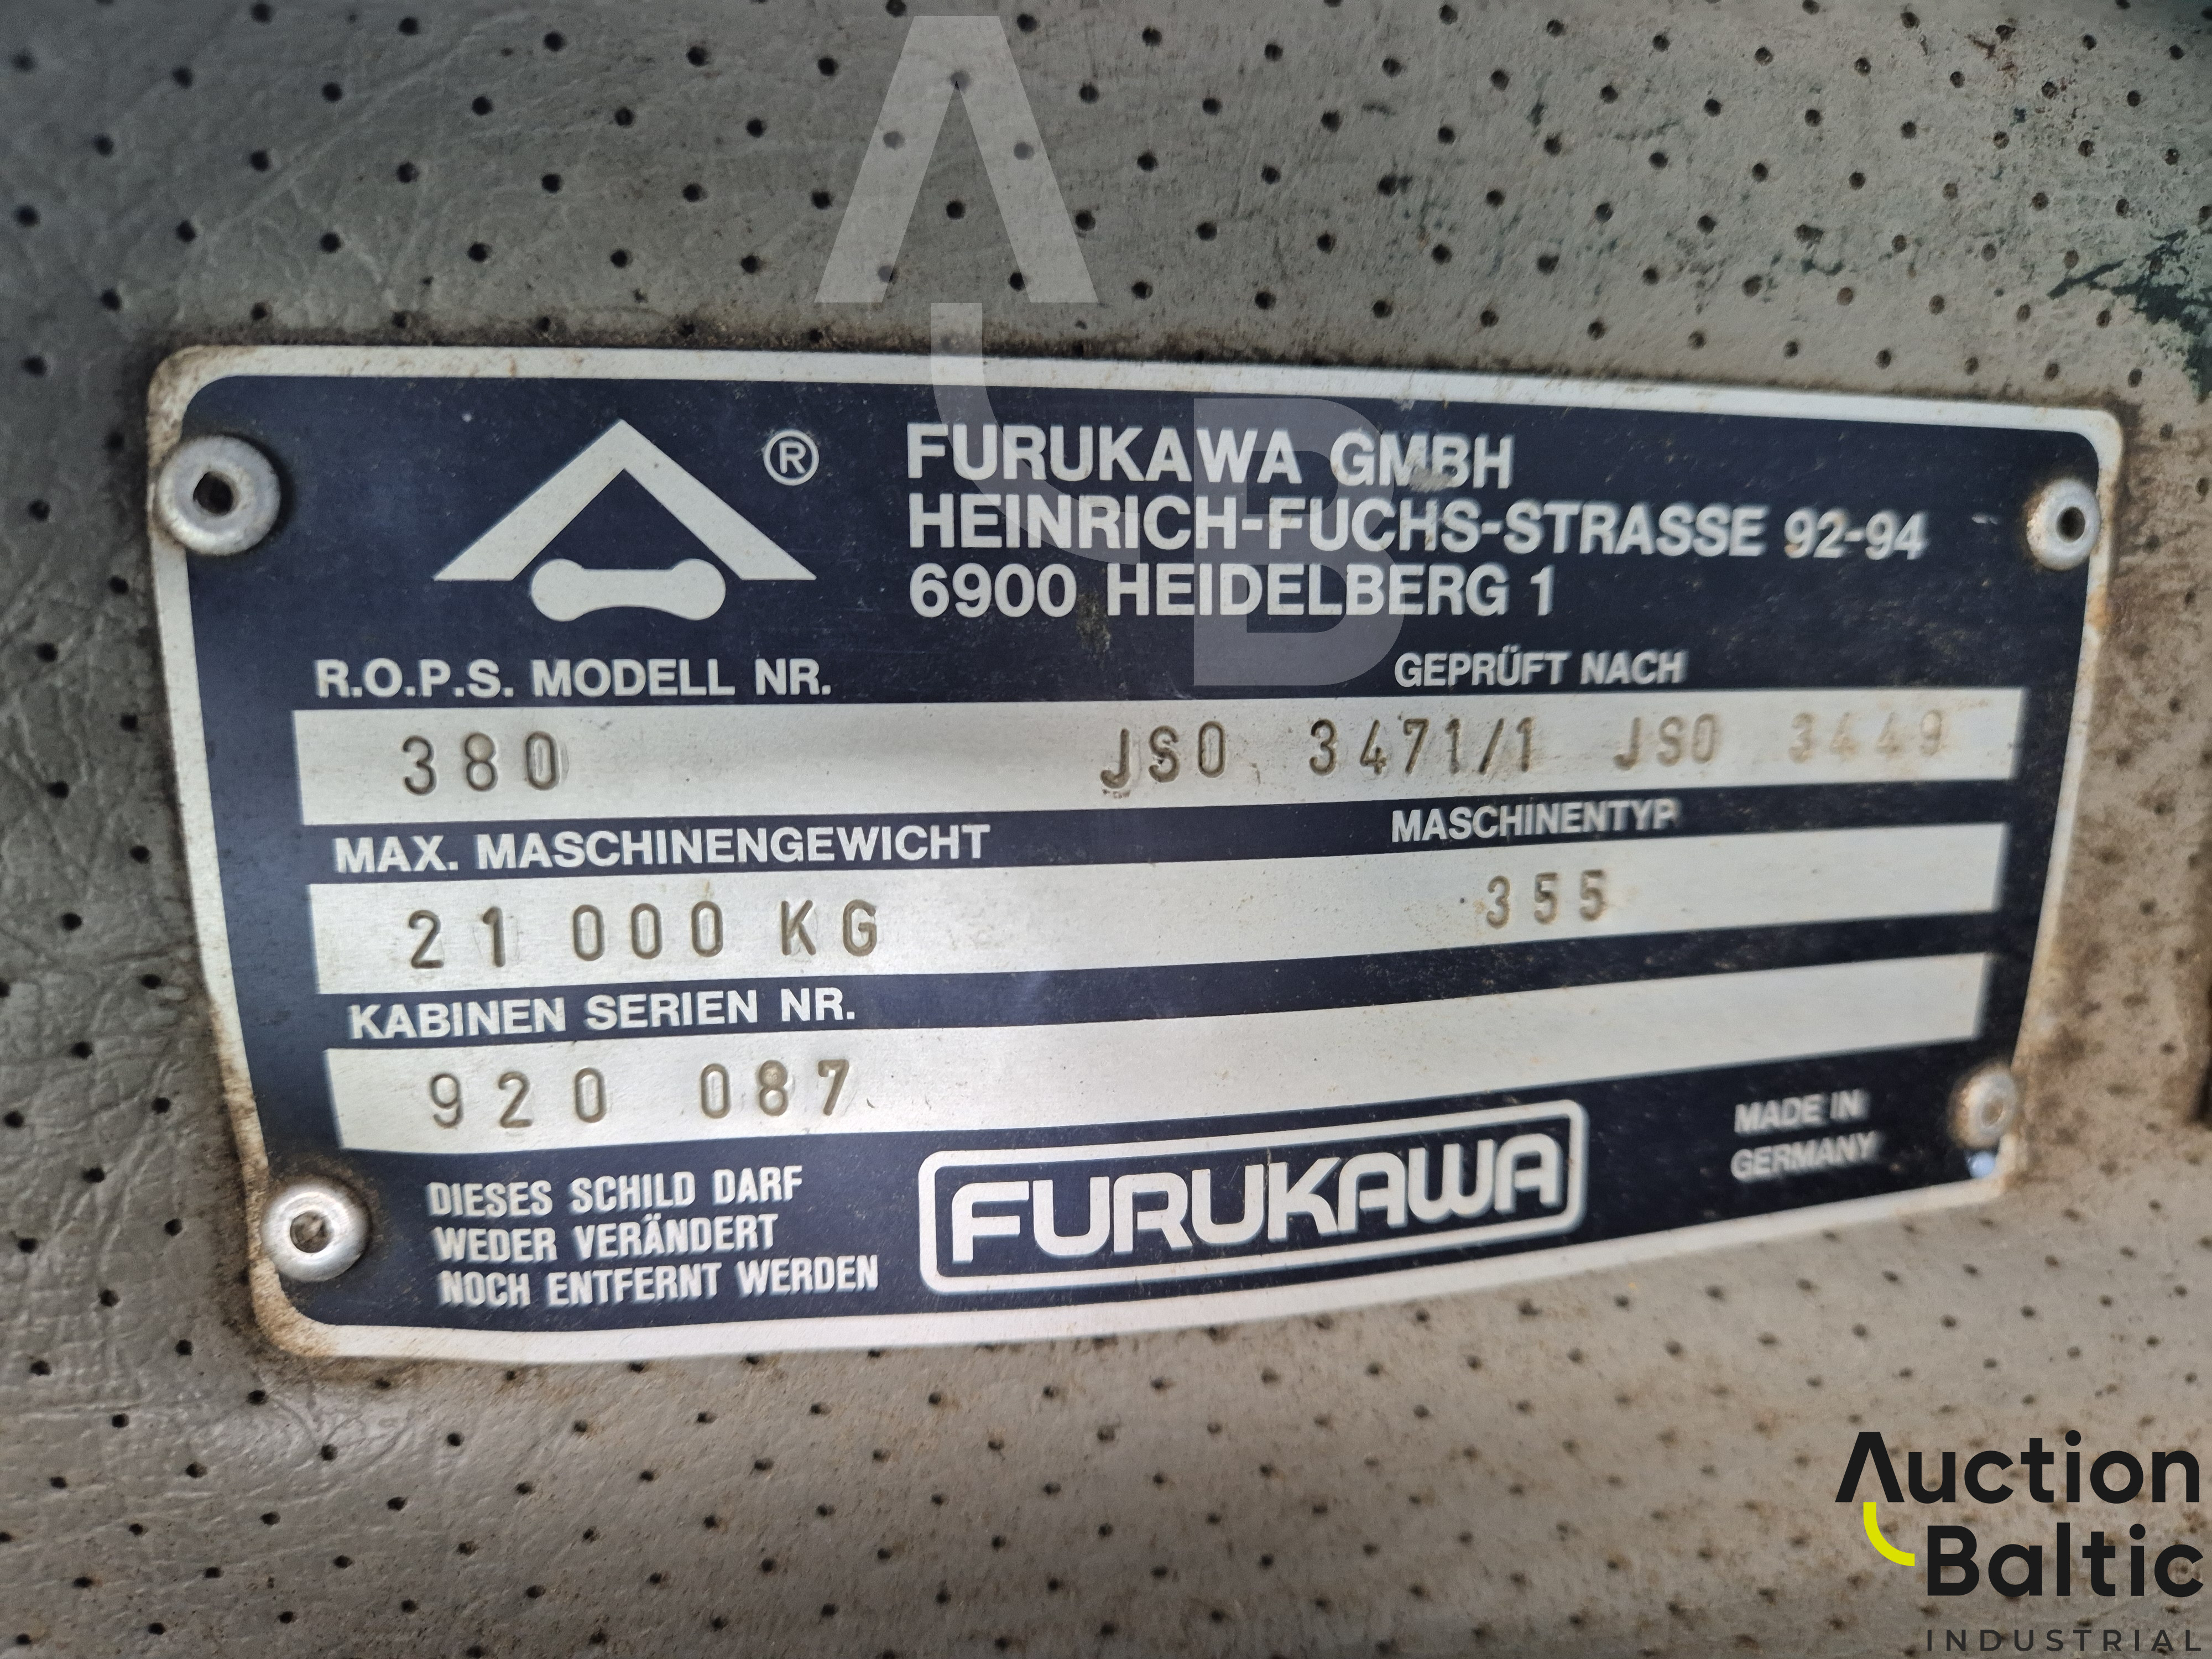 ®
FURUKAWA GMBH
HEINRICH-FUCHS-STRASSE 92-94
6900 HEIDELBERG 1
R.O.P.S. MODELL NR.
GEPRÜFT NACH
380
JSO 3471/1 JSO 3449
MAX. MASCHINENGEWICHT
MASCHINENTYP
21 000 KG
355
KABINEN SERIEN NR.
920 087
DIESES SCHILD DARF
WEDER VERÄNDERT
NOCH ENTFERNT WERDEN
FURUKAWA
MADE IN
GERMANY
AB
Auction
Baltic
INDUSTRIAL